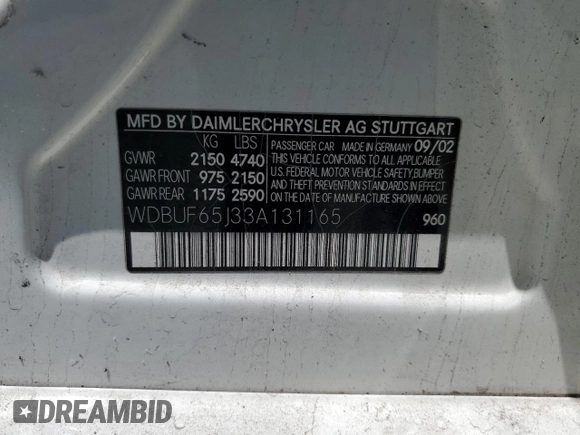 MFD BY DAIMLERCHRYSLER AG STUTTGART
KG LBS
GVWR 2150 4740
GAWR FRONT 975 2150
GAWR REAR 1175 2590
PASSENGER CAR MADE IN GERMANY 09/02
THIS VEHICLE CONFORMS TO ALL APPLICABLE
U.S. FEDERAL MOTOR VEHICLE SAFETY,BUMPER
AND THEFT PREVENTION STANDARDS IN EFFECT
ON THE DATE OF MANUFACTURE SHOWN ABOVE.
WDBUF65J33A131165
960
DREAMBID